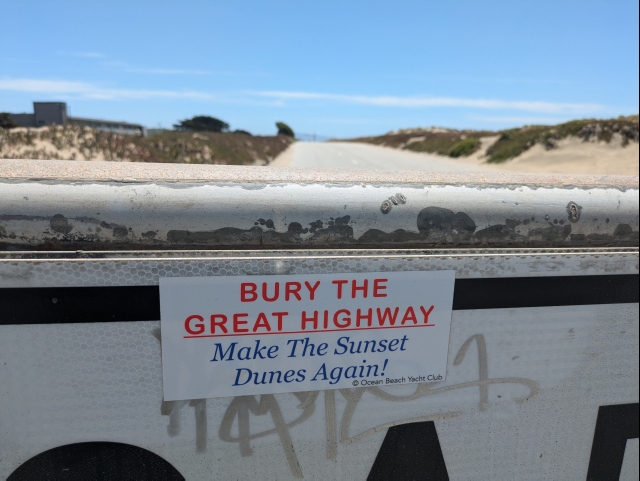 BURY THE
GREAT HIGHWAY
Make The Sunset
Dunes Again!
© Ocean Beach Yacht Club